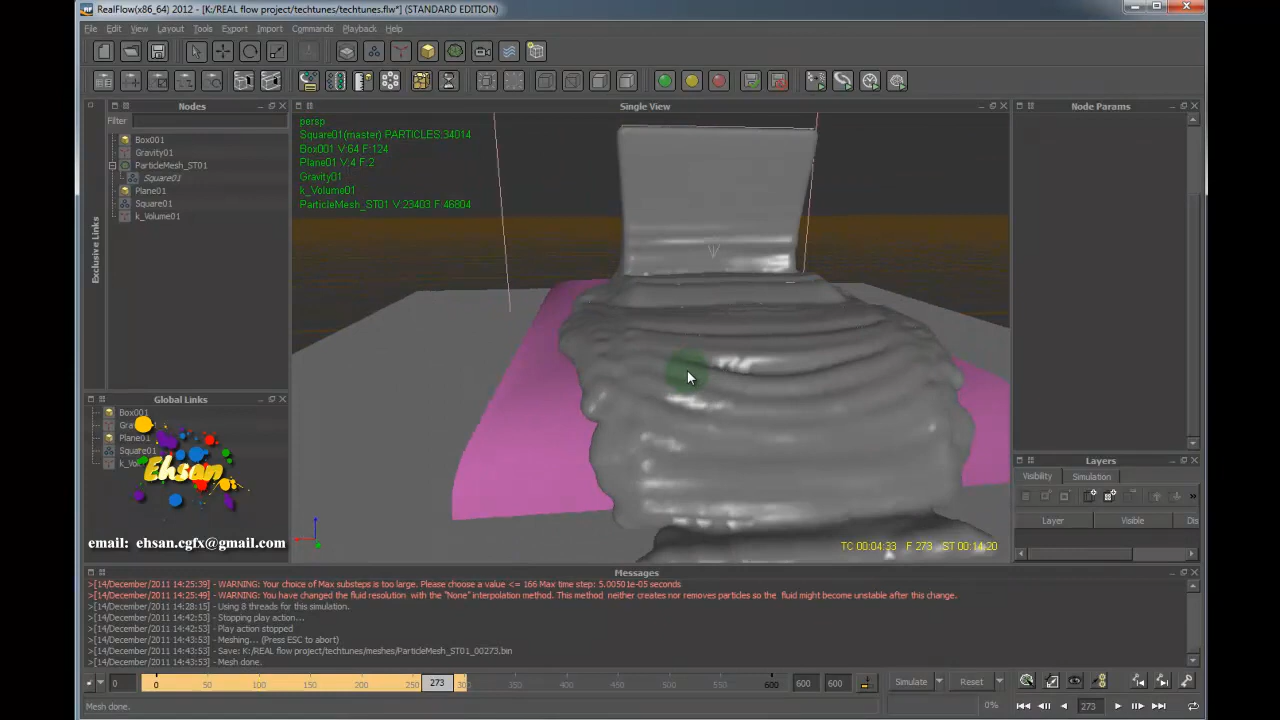 RealFlow(x86_64) 2012 - [K:/REAL flow project/techtunes/techtunes.flw*] (STANDARD EDITION)
File Edit View Layout Tools Export Import Commands Playback Help
Nodes
Single View
Node Params
Filter
Box001
Gravity01
ParticleMesh_ST01
Square01
Plane01
Square01
k_Volume01
persp
Square01(master) PARTICLES:34014
Box001 V:64 F:124
Plane01 V:4 F:2
Gravity01
k_Volume01
ParticleMesh_ST01 V:23403 F:46804
Exclusive Links
Global Links
Box001
Plane01
Square01
Ehsan
email: ehsan.cgfx@gmail.com
TC 00:04:33 F 273 ST 00:14:20
Layers
Visibility Simulation
Layer Visible Dis
Messages
>[14/December/2011 14:25:39] - WARNING: Your choice of Max substeps is too large. Please choose a value <= 166 Max time step: 5.00501e-05 seconds
>[14/December/2011 14:25:49] - WARNING: You have changed the fluid resolution with the "None" interpolation method. This method neither creates nor removes particles so the fluid might become unstable after this change.
>[14/December/2011 14:28:15] - Using 8 threads for this simulation.
>[14/December/2011 14:42:53] - Stopping play action...
>[14/December/2011 14:42:53] - Play action stopped
>[14/December/2011 14:43:53] - Meshing... (Press ESC to abort)
>[14/December/2011 14:43:53] - Save: K:/REAL flow project/techtunes/meshes/ParticleMesh_ST01_00273.bin
>[14/December/2011 14:43:53] - Mesh done.
0 0 50 100 150 200 250 273 300 350 400 450 500 550 600 600 600 Simulate Reset
Mesh done.
0% 273